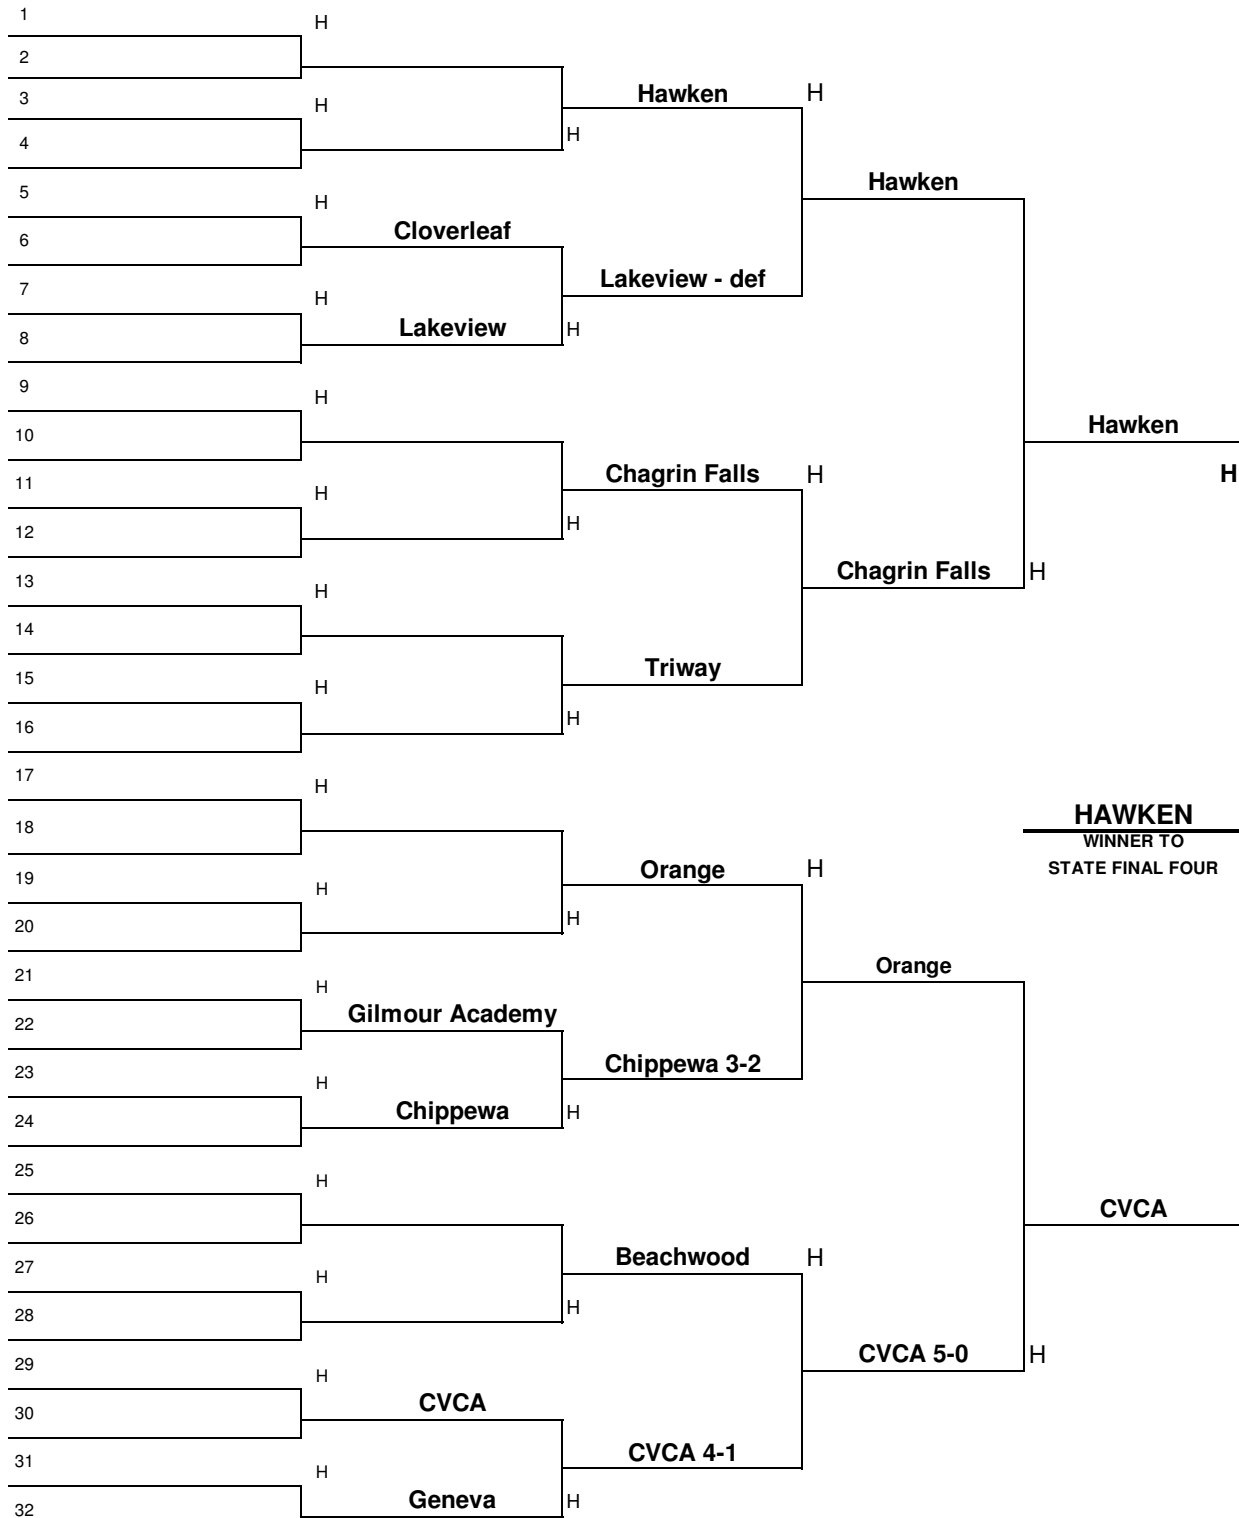 1
H
2
3
H
Hawken
H
4
H
5
H
Hawken
6
Cloverleaf
7
H
Lakeview - def
8
Lakeview
H
9
H
10
Hawken
11
H
Chagrin Falls
H
H
12
H
13
H
Chagrin Falls
H
14
15
H
Triway
16
H
17
H
18
HAWKEN
WINNER TO
STATE FINAL FOUR
19
H
Orange
H
20
H
21
H
Orange
22
Gilmour Academy
23
H
Chippewa 3-2
24
Chippewa
H
25
H
26
CVCA
27
H
Beachwood
H
28
H
29
H
CVCA 5-0
H
30
CVCA
31
H
CVCA 4-1
32
Geneva
H